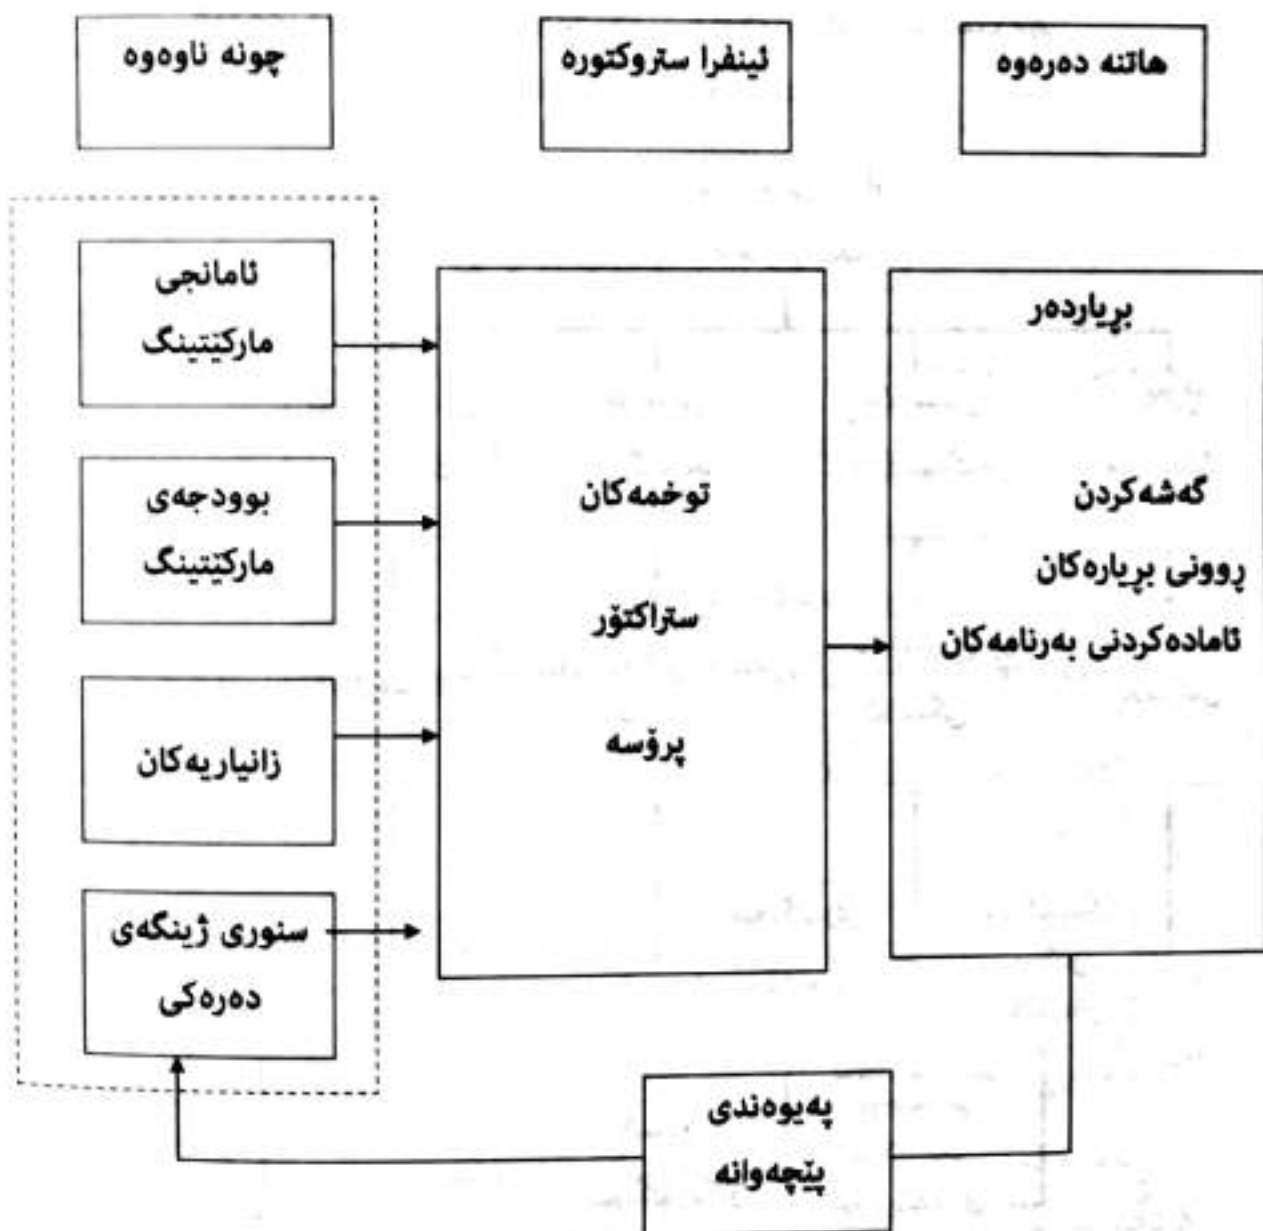 چونە ناوەوە
ئینفرا ستروکتورە
هاتنە دەرەوە
ئامانجی
مارکێتینگ
بوودجەی
مارکێتینگ
زانیاریەکان
سنوری ژینگەی
دەرەکی
توخمەکان
ستراکتۆر
پرۆسە
بڕیاردەر
گەشەکردن
ڕوونی بڕیارەکان
ئامادەکردنی بەرنامەکان
پەیوەندی
پێچەوانە